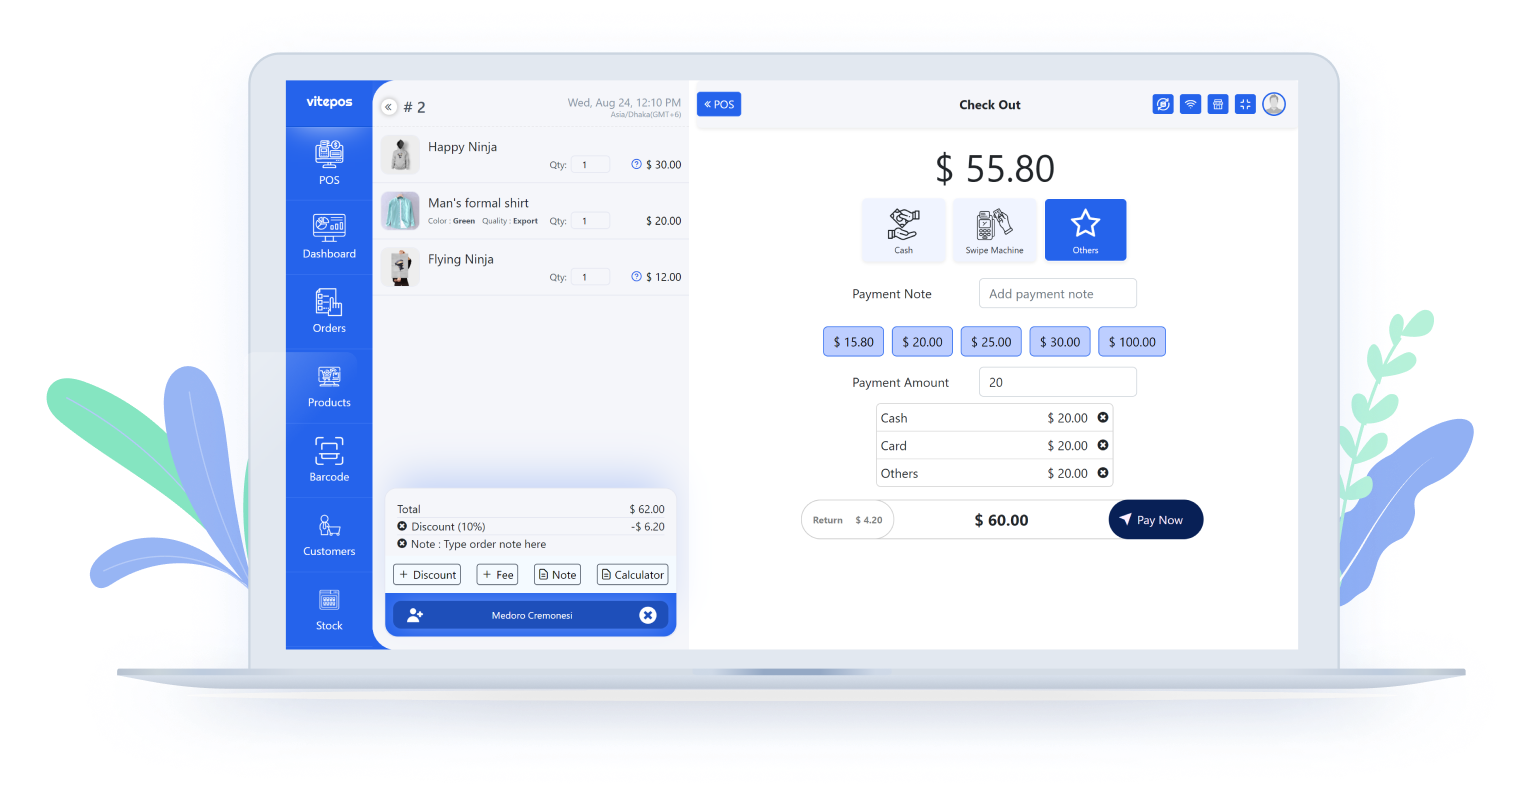 vitepos
POS
Dashboard
Orders
Products
Barcode
Customers
Stock
# 2
Wed, Aug 24, 12:10 PM
Asia/Dhaka(GMT+6)
Happy Ninja
Qty: 1 $ 30.00
Man's formal shirt
Color : Green Quality : Export Qty: 1 $ 20.00
Flying Ninja
Qty: 1 $ 12.00
Total $ 62.00
Discount (10%) -$ 6.20
Note : Type order note here
+ Discount + Fee Note Calculator
Medoro Cremonesi
« POS Check Out
$ 55.80
Cash Swipe Machine Others
Payment Note Add payment note
$ 15.80 $ 20.00 $ 25.00 $ 30.00 $ 100.00
Payment Amount 20
Cash $ 20.00
Card $ 20.00
Others $ 20.00
Return $ 4.20 $ 60.00 Pay Now